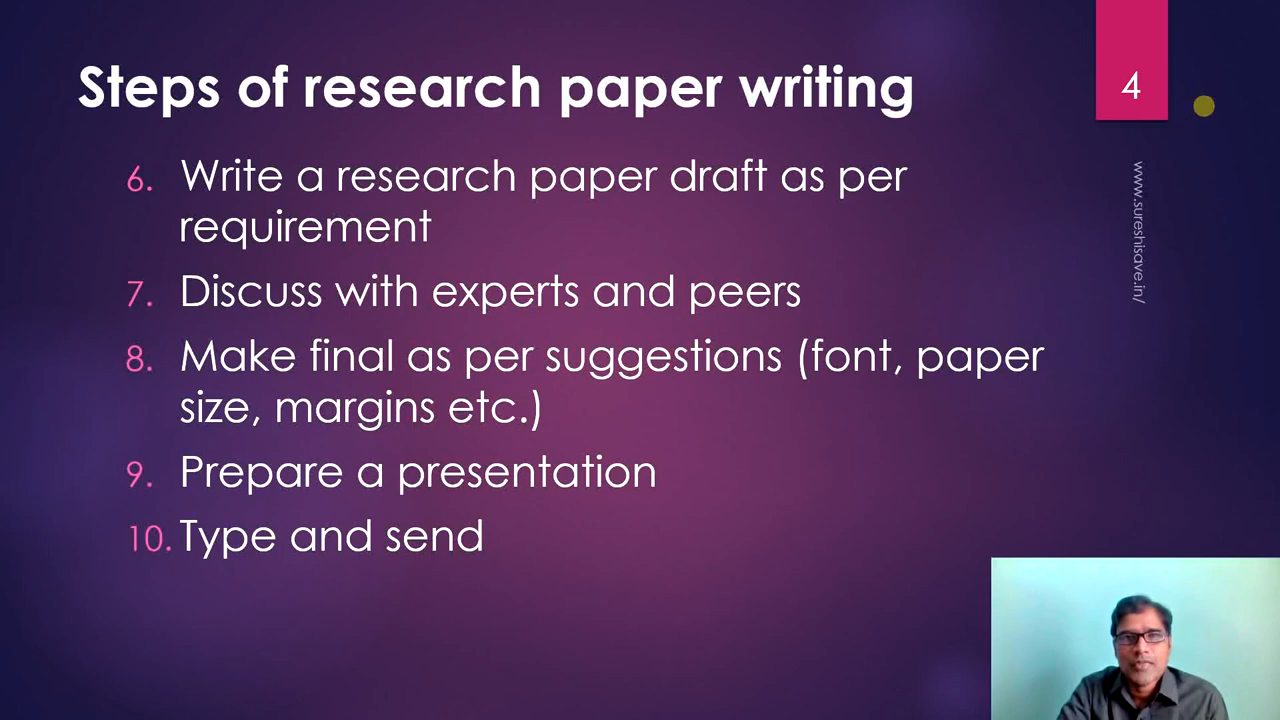 Steps of research paper writing
4
6. Write a research paper draft as per
requirement
7. Discuss with experts and peers
8. Make final as per suggestions (font, paper
size, margins etc.)
9. Prepare a presentation
10. Type and send
www.sureshisave.in/